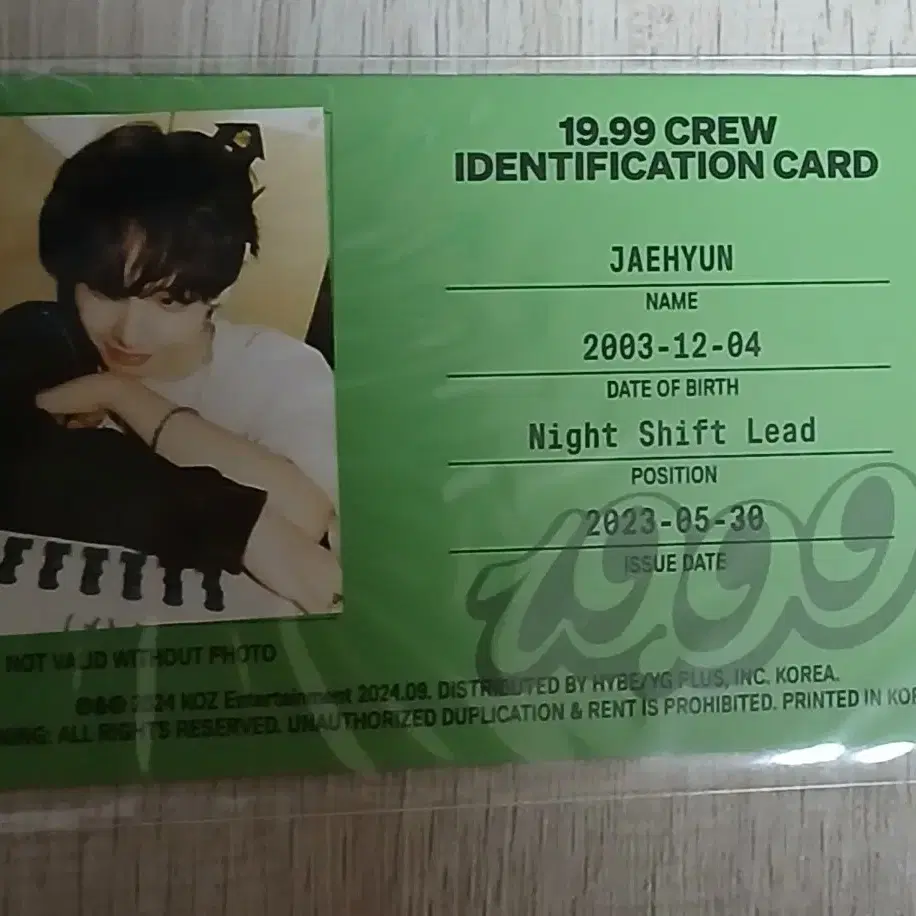 19.99 CREW
IDENTIFICATION CARD
JAEHYUN
NAME
2003-12-04
DATE OF BIRTH
Night Shift Lead
POSITION
2023-05-30
ISSUE DATE
1999
NOT VALID WITHOUT PHOTO
2024 KOZ Entertainment 2024.09. DISTRIBUTED BY HYBE/YG PLUS, INC. KOREA.
ALL RIGHTS RESERVED. UNAUTHORIZED DUPLICATION & RENT IS PROHIBITED. PRINTED IN